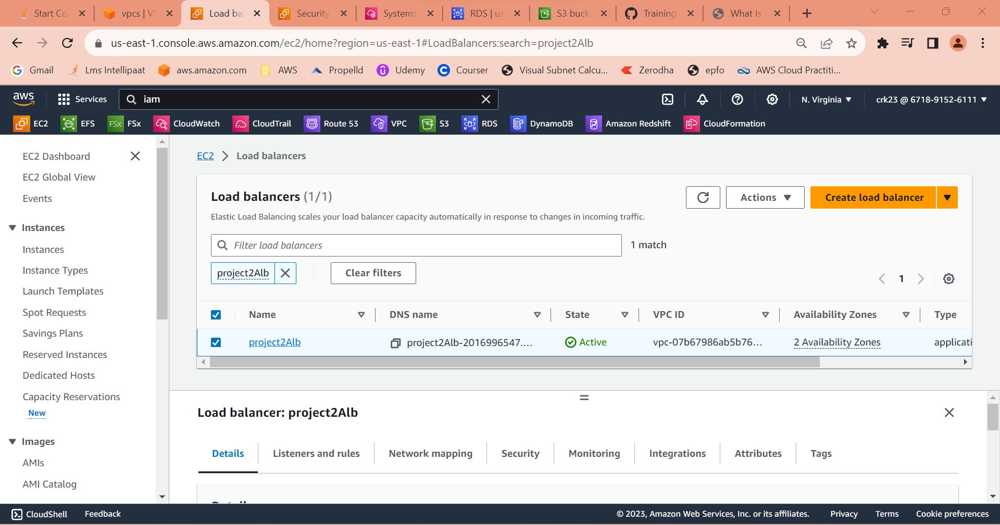 Start Co
vpcs | VP
Load bal
Security
Systems
RDS | us
S3 buck
Training
What Is
us-east-1.console.aws.amazon.com/ec2/home?region=us-east-1#LoadBalancers:search=project2Alb
Gmail
Lms Intellipaat
aws.amazon.com
AWS
Propelld
Udemy
Courser
Visual Subnet Calcu...
Zerodha
epfo
AWS Cloud Practiti...
aws
Services
iam
N. Virginia
crk23 @ 6718-9152-6111
EC2
EFS
FSx
FSx
CloudWatch
CloudTrail
53
Route 53
VPC
S3
RDS
DynamoDB
Amazon Redshift
CloudFormation
EC2 Dashboard
EC2 Global View
Events
Instances
Instances
Instance Types
Launch Templates
Spot Requests
Savings Plans
Reserved Instances
Dedicated Hosts
Capacity Reservations
New
Images
AMIs
AMI Catalog
EC2 > Load balancers
Load balancers (1/1)
Actions
Create load balancer
Elastic Load Balancing scales your load balancer capacity automatically in response to changes in incoming traffic.
Filter load balancers
1 match
project2Alb
Clear filters
1
Name
DNS name
State
VPC ID
Availability Zones
Type
project2Alb
project2Alb-2016996547....
Active
vpc-07b67986ab5b76...
2 Availability Zones
applicati
Load balancer: project2Alb
Details
Listeners and rules
Network mapping
Security
Monitoring
Integrations
Attributes
Tags
Details
CloudShell
Feedback
© 2023, Amazon Web Services, Inc. or its affiliates.
Privacy
Terms
Cookie preferences